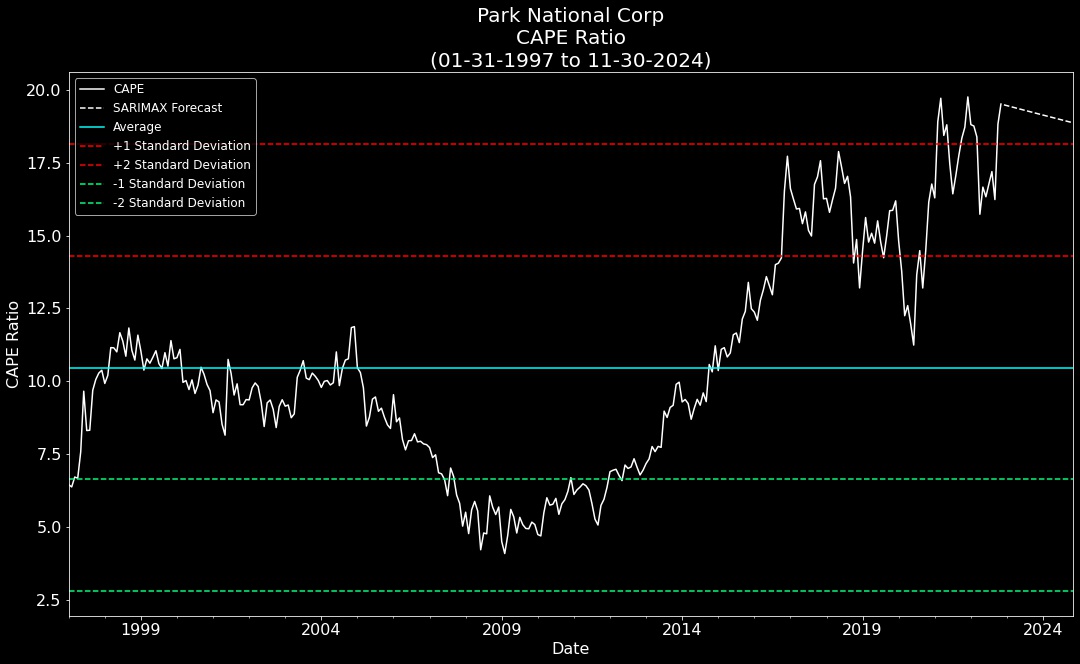 Park National Corp
CAPE Ratio
(01-31-1997 to 11-30-2024)
CAPE
SARIMAX Forecast
Average
+1 Standard Deviation
+2 Standard Deviation
-1 Standard Deviation
-2 Standard Deviation
20.0
17.5
15.0
12.5
10.0
7.5
5.0
2.5
CAPE Ratio
1999
2004
2009
2014
2019
2024
Date